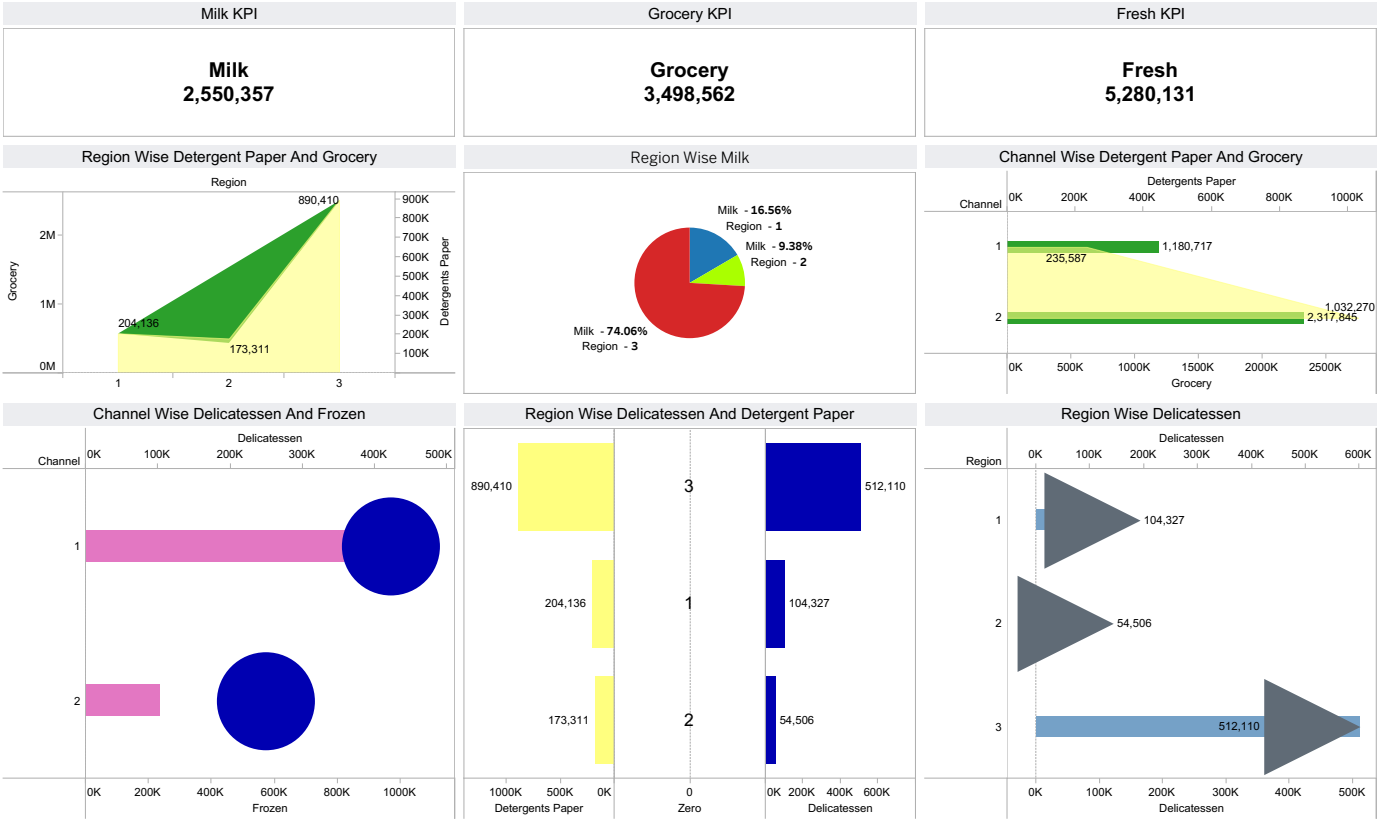 Milk KPI
Grocery KPI
Fresh KPI
Milk
2,550,357
Grocery
3,498,562
Fresh
5,280,131
Region Wise Detergent Paper And Grocery
Region
Grocery
2M
1M
0M
890,410
204,136
173,311
900K
800K
700K
600K
500K
400K
300K
200K
100K
Detergents Paper
1 2 3
Region Wise Milk
Milk - 16.56%
Region - 1
Milk - 9.38%
Region - 2
Milk - 74.06%
Region - 3
Channel Wise Detergent Paper And Grocery
Detergents Paper
0K 200K 400K 600K 800K 1000K
Channel
1
1,180,717
235,587
1,032,270
2
2,317,845
0K 500K 1000K 1500K 2000K 2500K
Grocery
Channel Wise Delicatessen And Frozen
Delicatessen
0K 100K 200K 300K 400K 500K
Channel
1
2
0K 200K 400K 600K 800K 1000K
Frozen
Region Wise Delicatessen And Detergent Paper
890,410 3 512,110
204,136 1 104,327
173,311 2 54,506
1000K 500K 0K 0 0K 200K 400K 600K
Detergents Paper Zero Delicatessen
Region Wise Delicatessen
Delicatessen
0K 100K 200K 300K 400K 500K 600K
Region
1 104,327
2 54,506
3 512,110
0K 100K 200K 300K 400K 500K
Delicatessen